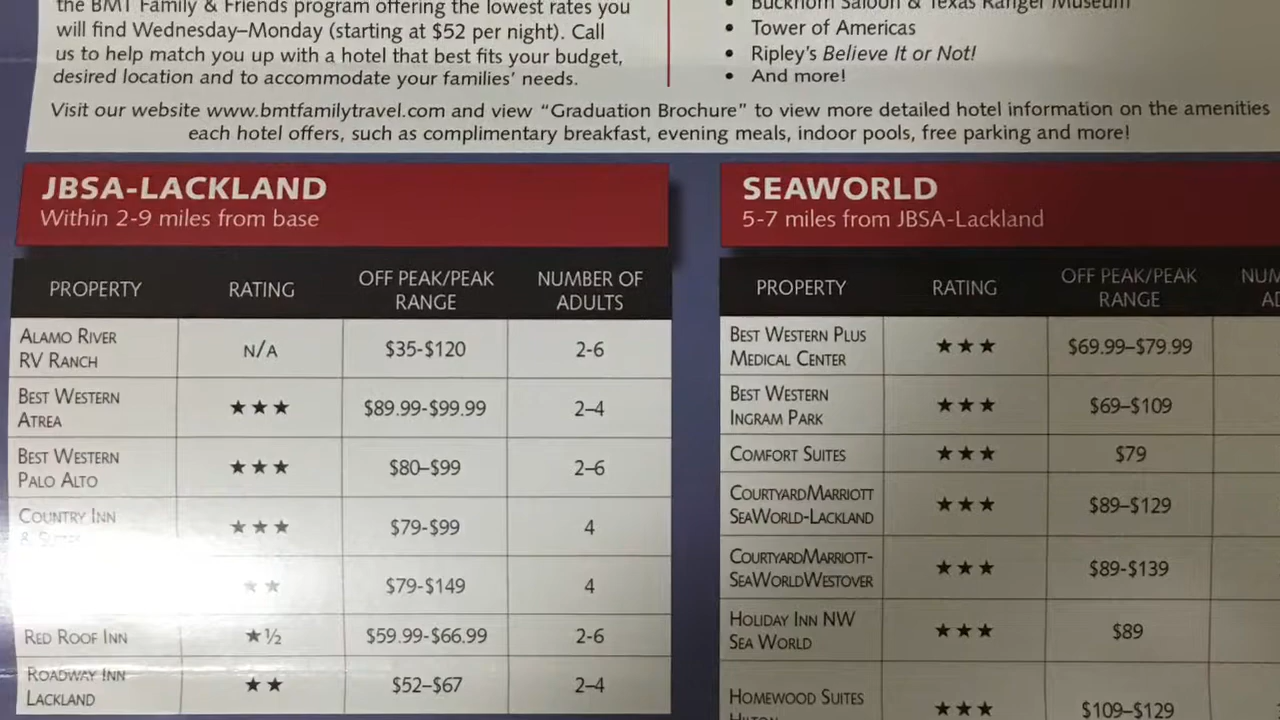 the BMT Family & Friends program offering the lowest rates you
will find Wednesday–Monday (starting at $52 per night). Call
us to help match you up with a hotel that best fits your budget,
desired location and to accommodate your families' needs.
• Buckhorn Saloon & Texas Ranger Museum
• Tower of Americas
• Ripley's Believe It or Not!
• And more!
Visit our website www.bmtfamilytravel.com and view “Graduation Brochure” to view more detailed hotel information on the amenities
each hotel offers, such as complimentary breakfast, evening meals, indoor pools, free parking and more!
JBSA-LACKLAND
Within 2-9 miles from base
PROPERTY RATING OFF PEAK/PEAK RANGE NUMBER OF ADULTS
ALAMO RIVER
RV RANCH N/A $35-$120 2-6
BEST WESTERN
ATREA ★★★ $89.99-$99.99 2–4
BEST WESTERN
PALO ALTO ★★★ $80–$99 2–6
COUNTRY INN
★★★ $79-$99 4
★★ $79-$149 4
RED ROOF INN ★½ $59.99-$66.99 2-6
ROADWAY INN
LACKLAND ★★ $52–$67 2–4
SEAWORLD
5-7 miles from JBSA-Lackland
PROPERTY RATING OFF PEAK/PEAK RANGE
BEST WESTERN PLUS
MEDICAL CENTER ★★★ $69.99–$79.99
BEST WESTERN
INGRAM PARK ★★★ $69–$109
COMFORT SUITES ★★★ $79
COURTYARDMARRIOTT
SEAWORLD-LACKLAND ★★★ $89–$129
COURTYARDMARRIOTT-
SEAWORLDWESTOVER ★★★ $89-$139
HOLIDAY INN NW
SEA WORLD ★★★ $89
HOMEWOOD SUITES
★★★ $109–$129